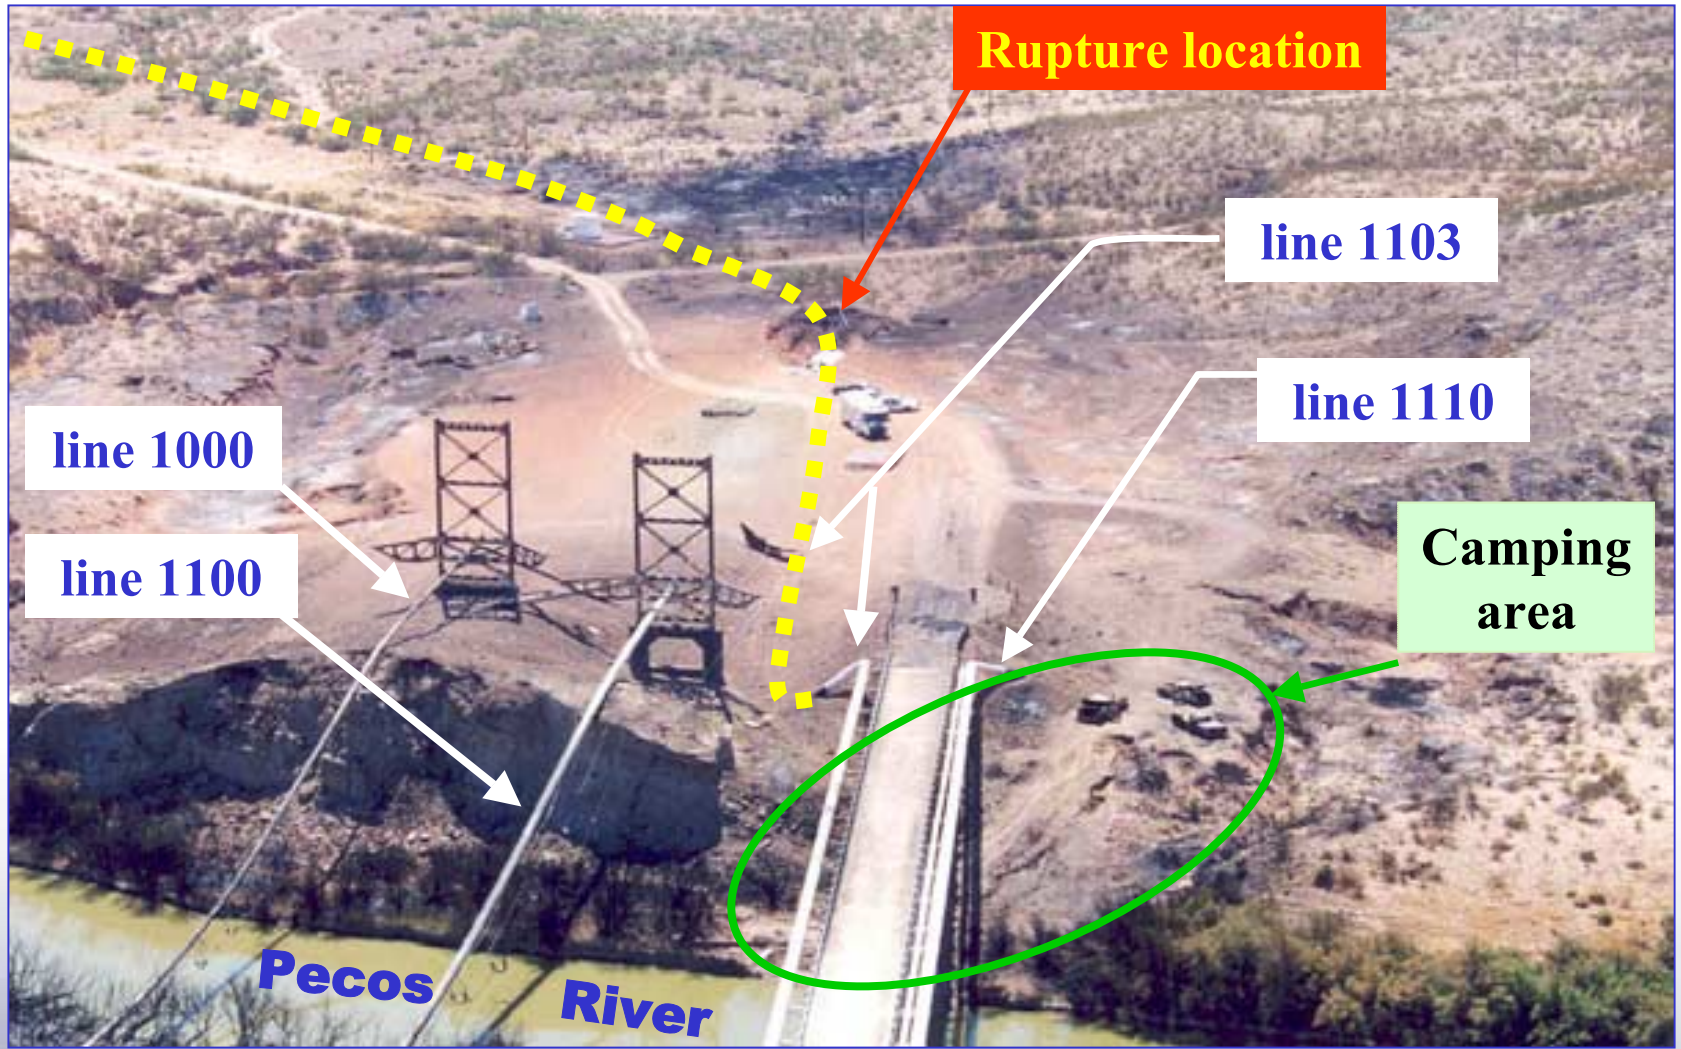 Rupture location
line 1103
line 1110
line 1000
line 1100
Camping
area
Pecos
River